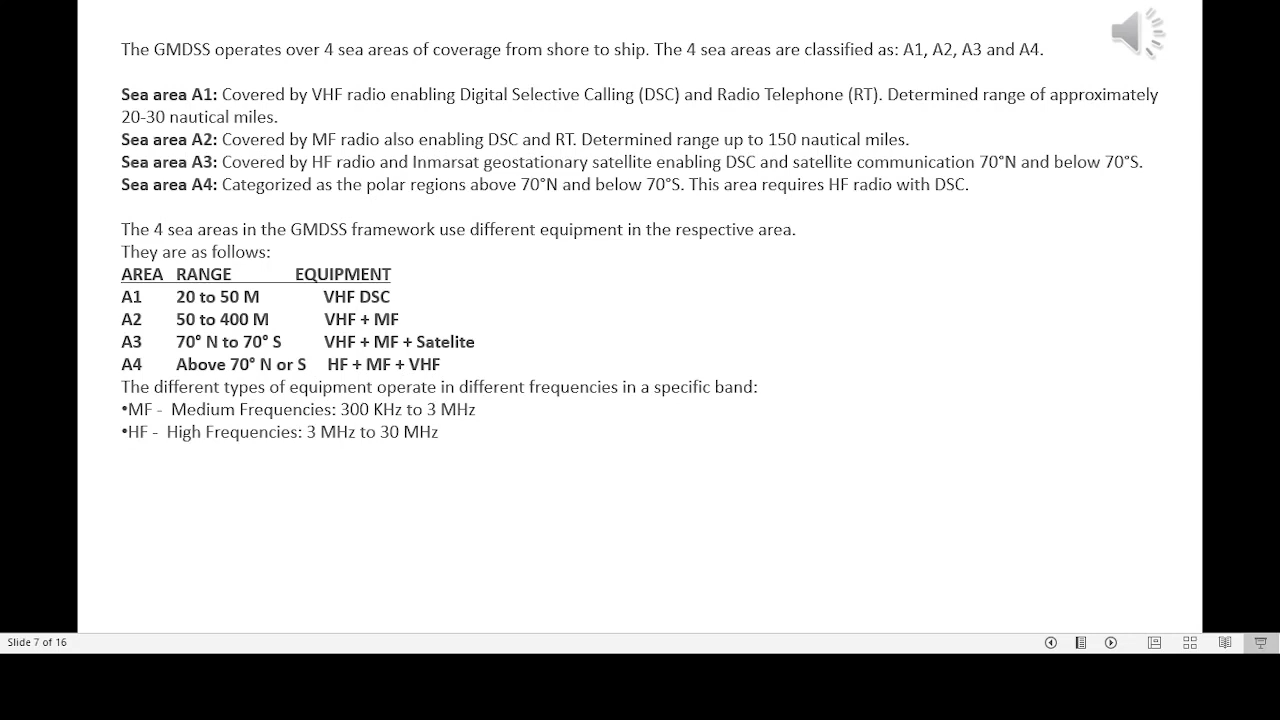 The GMDSS operates over 4 sea areas of coverage from shore to ship. The 4 sea areas are classified as: A1, A2, A3 and A4.
Sea area A1: Covered by VHF radio enabling Digital Selective Calling (DSC) and Radio Telephone (RT). Determined range of approximately
20-30 nautical miles.
Sea area A2: Covered by MF radio also enabling DSC and RT. Determined range up to 150 nautical miles.
Sea area A3: Covered by HF radio and Inmarsat geostationary satellite enabling DSC and satellite communication 70°N and below 70°S.
Sea area A4: Categorized as the polar regions above 70°N and below 70°S. This area requires HF radio with DSC.
The 4 sea areas in the GMDSS framework use different equipment in the respective area.
They are as follows:
AREA RANGE EQUIPMENT
A1 20 to 50 M VHF DSC
A2 50 to 400 M VHF + MF
A3 70° N to 70° S VHF + MF + Satelite
A4 Above 70° N or S HF + MF + VHF
The different types of equipment operate in different frequencies in a specific band:
•MF - Medium Frequencies: 300 KHz to 3 MHz
•HF - High Frequencies: 3 MHz to 30 MHz
Slide 7 of 16